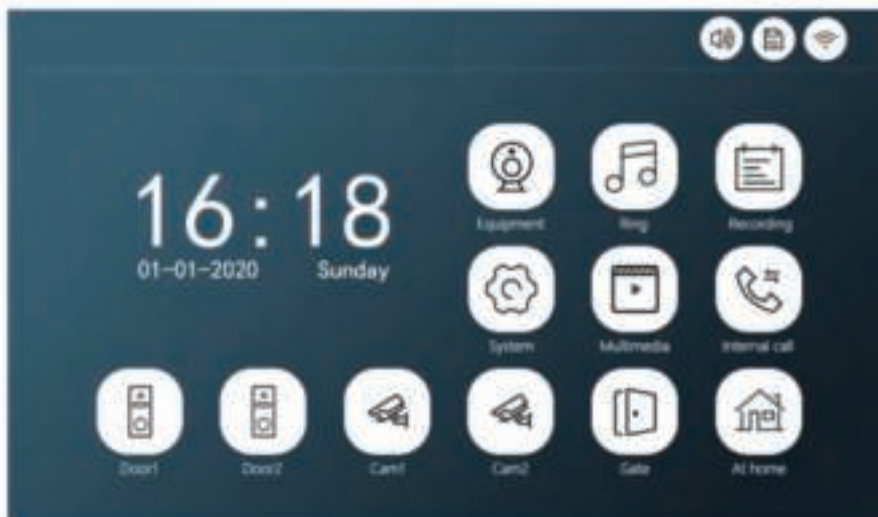 16:18
01-01-2020 Sunday
Equipment Ring Recording
System Multimedia Internal call
Door1 Door2 Cam1 Cam2 Gate At home